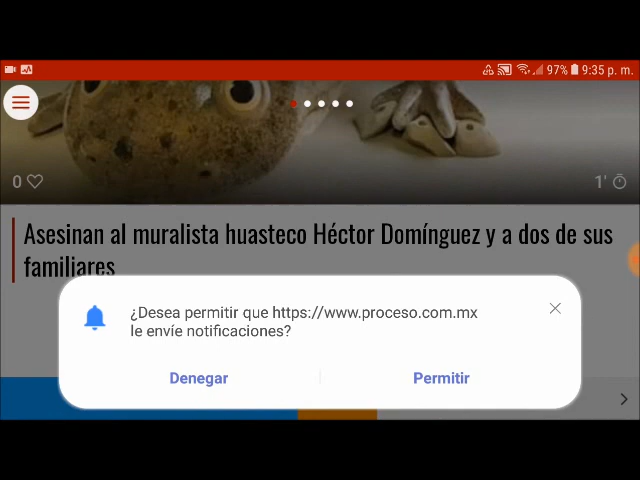 97% 9:35 p. m.
0
1'
Asesinan al muralista huasteco Héctor Domínguez y a dos de sus
familiares
¿Desea permitir que https://www.proceso.com.mx
le envíe notificaciones?
Denegar
Permitir